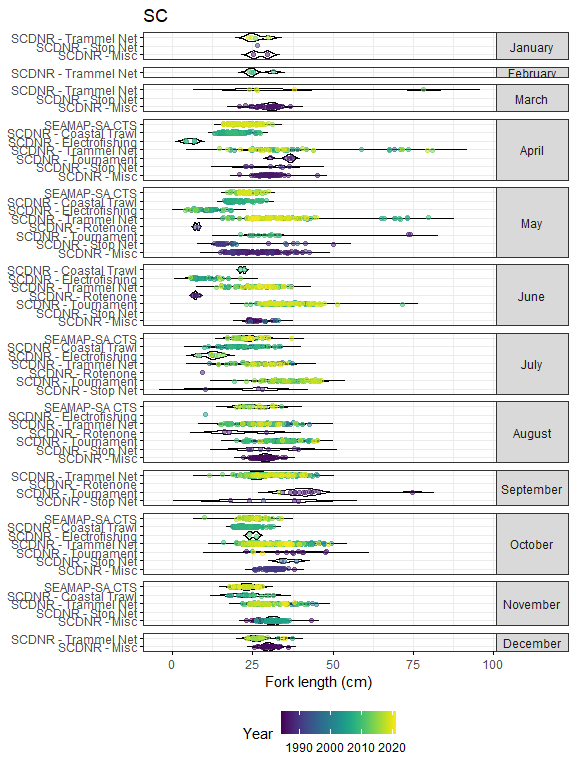 SC
SCDNR - Trammel Net
SCDNR - Stop Net
SCDNR - Misc
January
SCDNR - Trammel Net
February
SCDNR - Trammel Net
SCDNR - Stop Net
SCDNR - Misc
March
SEAMAP-SA CTS
SCDNR - Coastal Trawl
SCDNR - Electrofishing
SCDNR - Trammel Net
SCDNR - Tournament
SCDNR - Stop Net
SCDNR - Misc
April
SEAMAP-SA CTS
SCDNR - Coastal Trawl
SCDNR - Electrofishing
SCDNR - Trammel Net
SCDNR - Rotenone
SCDNR - Tournament
SCDNR - Stop Net
SCDNR - Misc
May
SCDNR - Coastal Trawl
SCDNR - Electrofishing
SCDNR - Trammel Net
SCDNR - Rotenone
SCDNR - Tournament
SCDNR - Stop Net
SCDNR - Misc
June
SEAMAP-SA CTS
SCDNR - Coastal Trawl
SCDNR - Electrofishing
SCDNR - Trammel Net
SCDNR - Rotenone
SCDNR - Tournament
SCDNR - Stop Net
July
SEAMAP-SA CTS
SCDNR - Electrofishing
SCDNR - Trammel Net
SCDNR - Rotenone
SCDNR - Tournament
SCDNR - Stop Net
SCDNR - Misc
August
SCDNR - Trammel Net
SCDNR - Rotenone
SCDNR - Tournament
SCDNR - Stop Net
September
SEAMAP-SA CTS
SCDNR - Coastal Trawl
SCDNR - Electrofishing
SCDNR - Trammel Net
SCDNR - Tournament
SCDNR - Stop Net
SCDNR - Misc
October
SEAMAP-SA CTS
SCDNR - Coastal Trawl
SCDNR - Trammel Net
SCDNR - Stop Net
SCDNR - Misc
November
SCDNR - Trammel Net
SCDNR - Misc
December
0 25 50 75 100
Fork length (cm)
Year
1990 2000 2010 2020